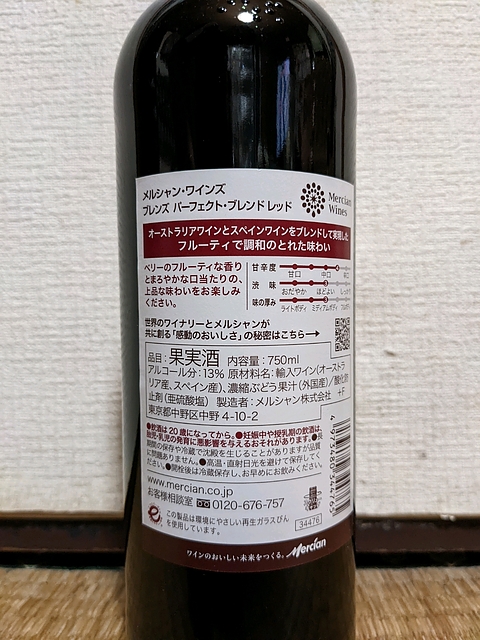 メルシャン・ワインズ
ブレンズ パーフェクト・ブレンド レッド
Mercian
Wines
オーストラリアワインとスペインワインをブレンドして実現した
フルーティで調和のとれた味わい
ベリーのフルーティな香り
とまろやかな口当たりの、
上品な味わいをお楽しみ
ください。
甘辛度
甘口 中口
渋味
おだやか ほどよい
味の厚み
ライトボディ ミディアムボディ
世界のワイナリーとメルシャンが
共に創る「感動のおいしさ」の秘密はこちら→
品目:果実酒 内容量:750ml
アルコール分:13% 原材料名:輸入ワイン(オーストラ
リア産、スペイン産)、濃縮ぶどう果汁(外国産)/酸化防
止剤(亜硫酸塩) 製造者:メルシャン株式会社 +F
東京都中野区中野 4-10-2
●飲酒は20歳になってから。●妊娠中や授乳期の飲酒は、
胎児・乳児の発育に悪影響を与えるおそれがあります。●長
期間の保存や冷蔵で沈殿を生じることがありますが品質
に問題ありません。●高温・直射日光を避けて保存してく
ださい。●開栓後は冷蔵保存し、お早めにお飲みください。
www.mercian.co.jp
お客様相談室 0120-676-757
この製品は環境にやさしい再生ガラスびん
を使用しています。
34476
ワインのおいしい未来をつくる。 Mercian